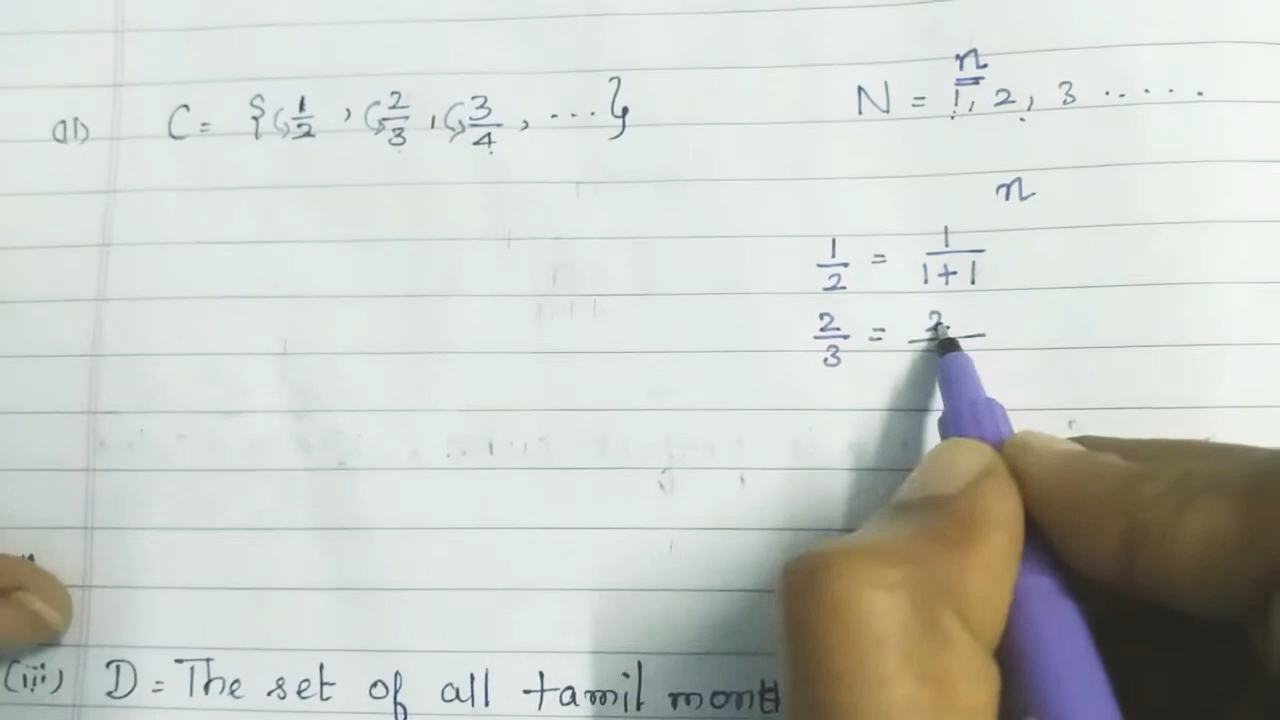 (ii) C = { 1/2 , 2/3 , 3/4 , ... }
N = 1, 2, 3 .....
n
n
1/2 = 1/(1+1)
2/3 = 2/
(iii) D = The set of all tamil